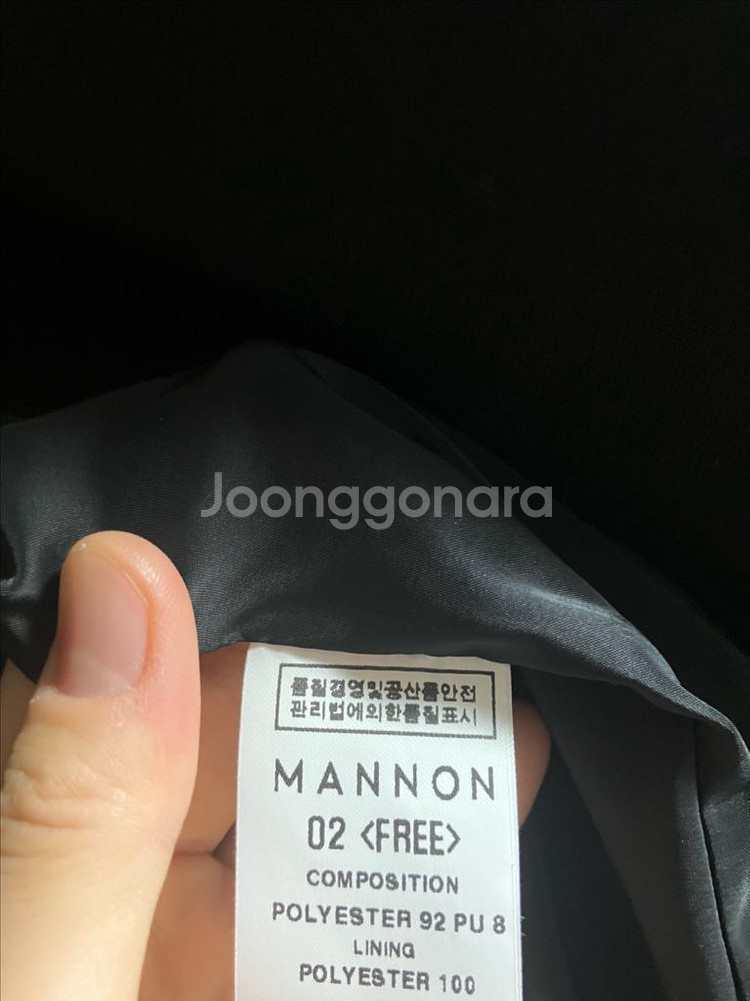 Joonggonara
품질경영및공산품안전
관리법에의한품질표시
MANNON
02 <FREE>
COMPOSITION
POLYESTER 92 PU 8
LINING
POLYESTER 100